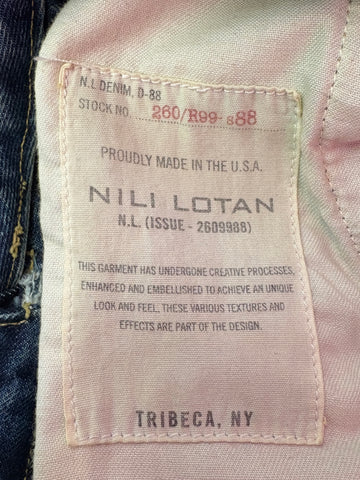 N.L DENIM, D-88
STOCK NO. 260/R99-s88
PROUDLY MADE IN THE U.S.A.
NILI LOTAN
N.L. (ISSUE - 2609988)
THIS GARMENT HAS UNDERGONE CREATIVE PROCESSES,
ENHANCED AND EMBELLISHED TO ACHIEVE AN UNIQUE
LOOK AND FEEL, THESE VARIOUS TEXTURES AND
EFFECTS ARE PART OF THE DESIGN.
TRIBECA, NY